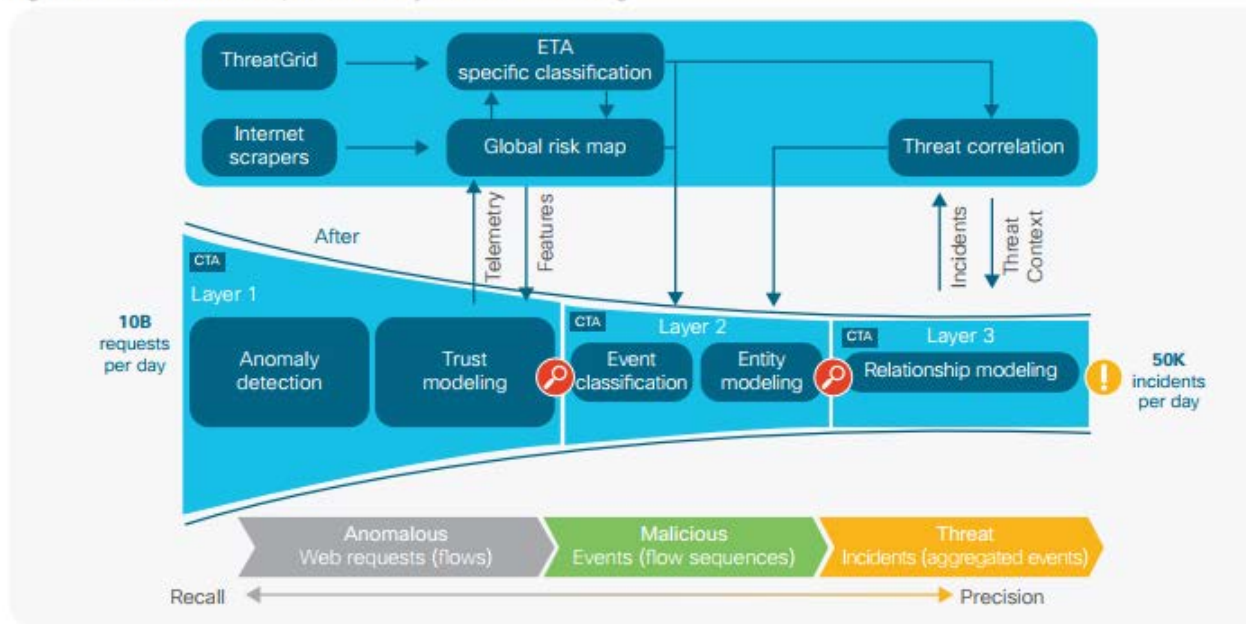 ThreatGrid
ETA
specific classification
Internet
scrapers
Global risk map
Threat correlation
After
Telemetry
Features
Incidents
Threat
Context
CTA
Layer 1
10B
requests
per day
Anomaly
detection
Trust
modeling
CTA
Layer 2
Event
classification
Entity
modeling
CTA
Layer 3
Relationship modeling
50K
incidents
per day
Anomalous
Web requests (flows)
Malicious
Events (flow sequences)
Threat
Incidents (aggregated events)
Recall
Precision